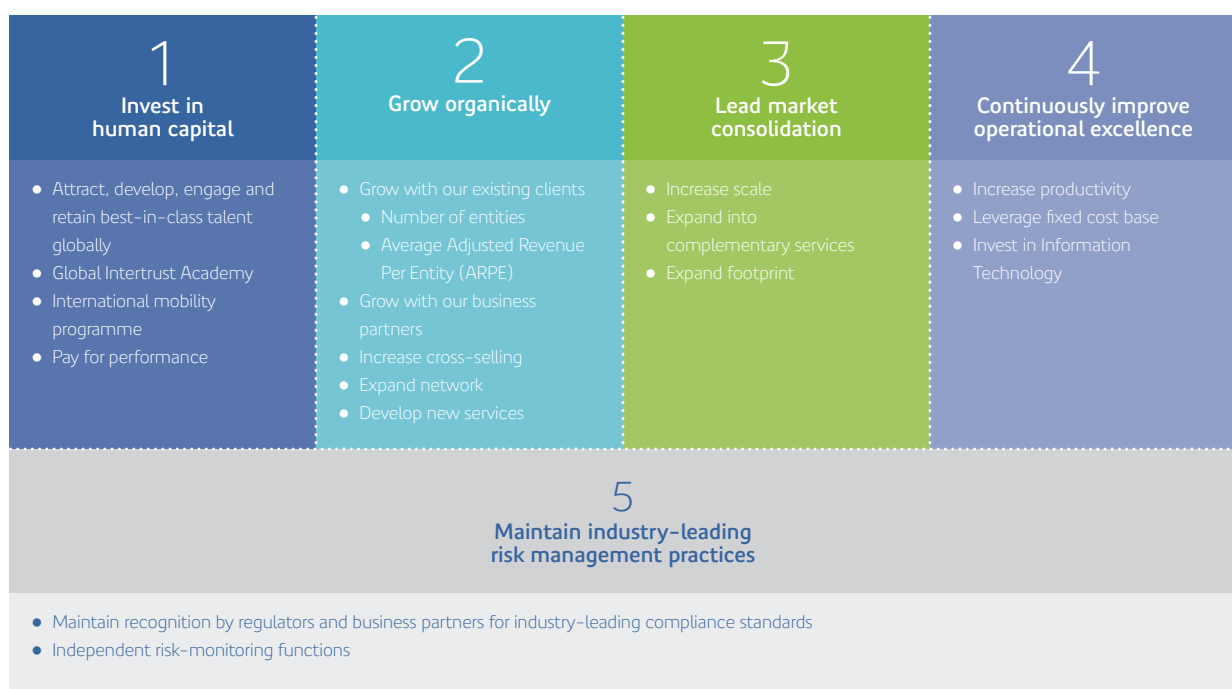 1
Invest in
human capital
● Attract, develop, engage and
retain best-in-class talent
globally
● Global Intertrust Academy
● International mobility
programme
● Pay for performance
2
Grow organically
● Grow with our existing clients
● Number of entities
● Average Adjusted Revenue
Per Entity (ARPE)
● Grow with our business
partners
● Increase cross-selling
● Expand network
● Develop new services
3
Lead market
consolidation
● Increase scale
● Expand into
complementary services
● Expand footprint
4
Continuously improve
operational excellence
● Increase productivity
● Leverage fixed cost base
● Invest in Information
Technology
5
Maintain industry-leading
risk management practices
● Maintain recognition by regulators and business partners for industry-leading compliance standards
● Independent risk-monitoring functions